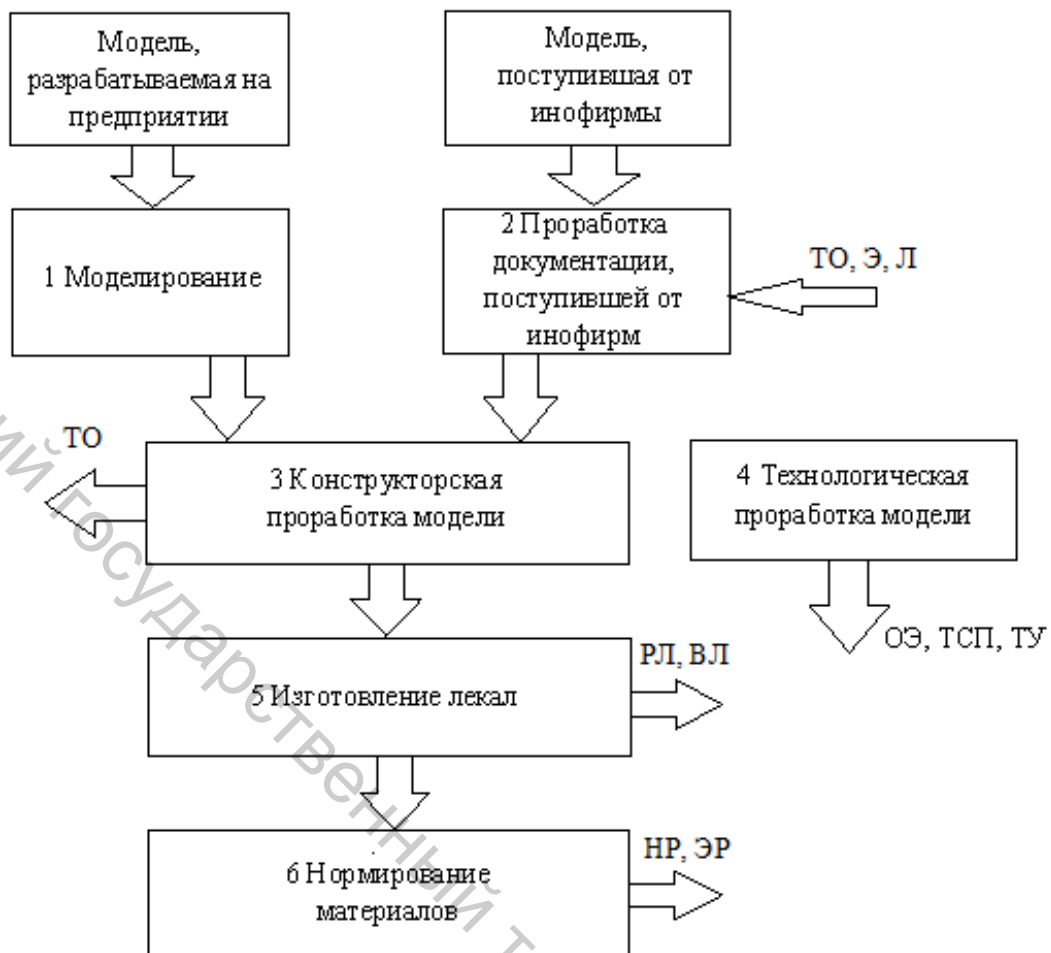 Модель,
разрабатываемая на
предприятии
Модель,
поступившая от
инофирмы
1 Моделирование
2 Проработка
документации,
поступившей от
инофирм
ТО, Э, Л
ТО
3 Конструкторская
проработка модели
4 Технологическая
проработка модели
ОЭ, ТСП, ТУ
5 Изготовление лекал
РЛ, ВЛ
6 Нормирование
материалов
НР, ЭР
государственный